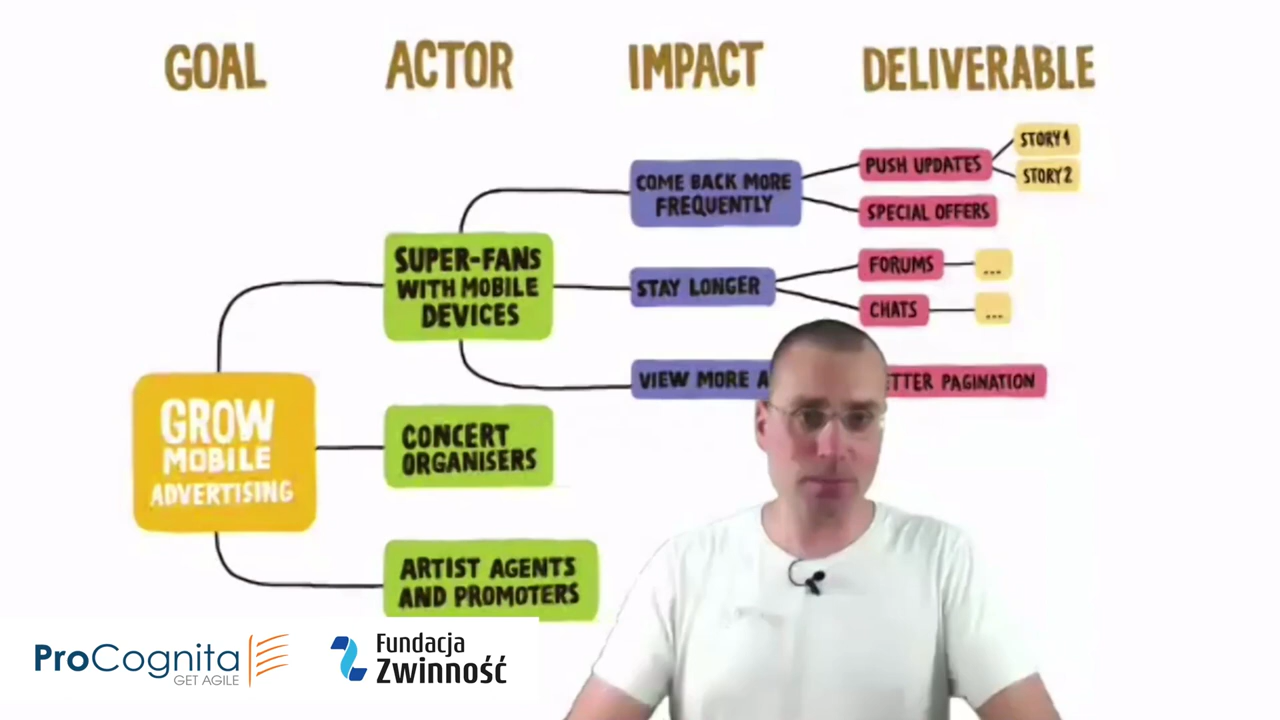 GOAL
ACTOR
IMPACT
DELIVERABLE
STORY 1
PUSH UPDATES
STORY 2
COME BACK MORE
FREQUENTLY
SPECIAL OFFERS
SUPER-FANS
WITH MOBILE
DEVICES
FORUMS
...
STAY LONGER
CHATS
...
VIEW MORE A
ETTER PAGINATION
GROW
MOBILE
ADVERTISING
CONCERT
ORGANISERS
ARTIST AGENTS
AND PROMOTERS
ProCognita
GET AGILE
Fundacja
Zwinność